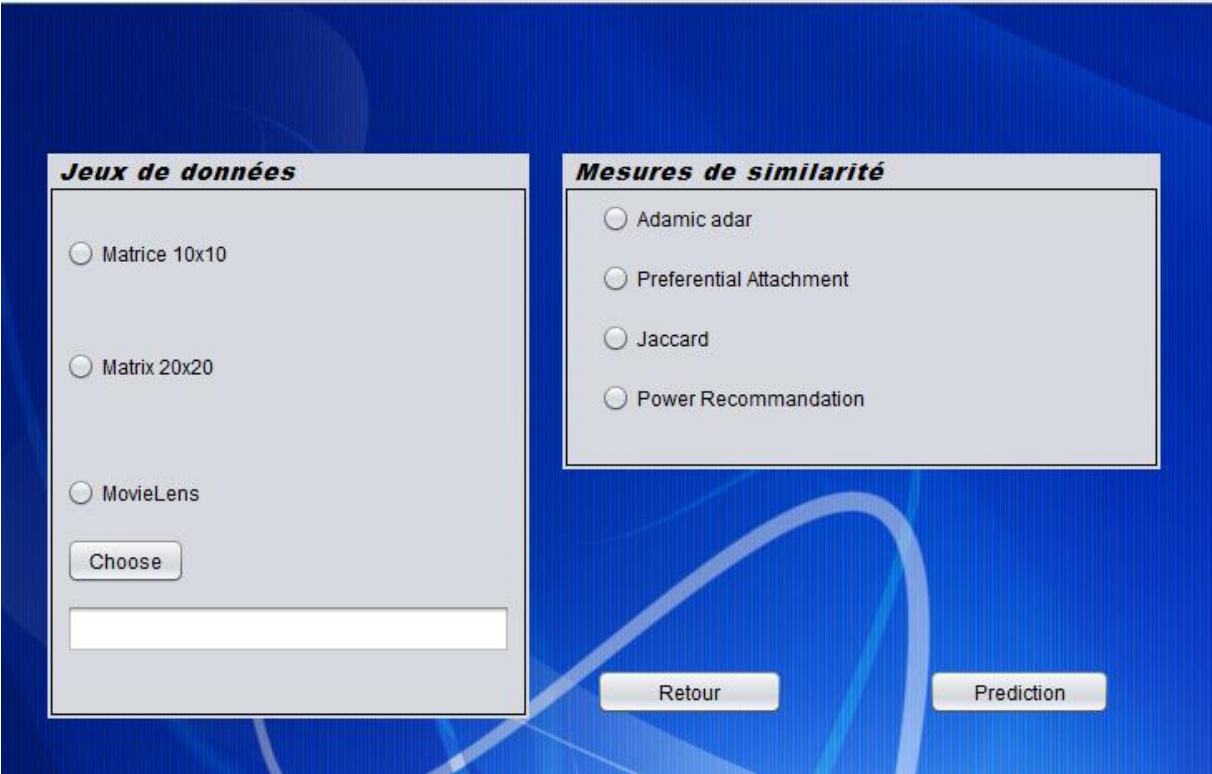 Jeux de données
Matrice 10x10
Matrix 20x20
MovieLens
Choose
Mesures de similarité
Adamic adar
Preferential Attachment
Jaccard
Power Recommandation
Retour
Prediction